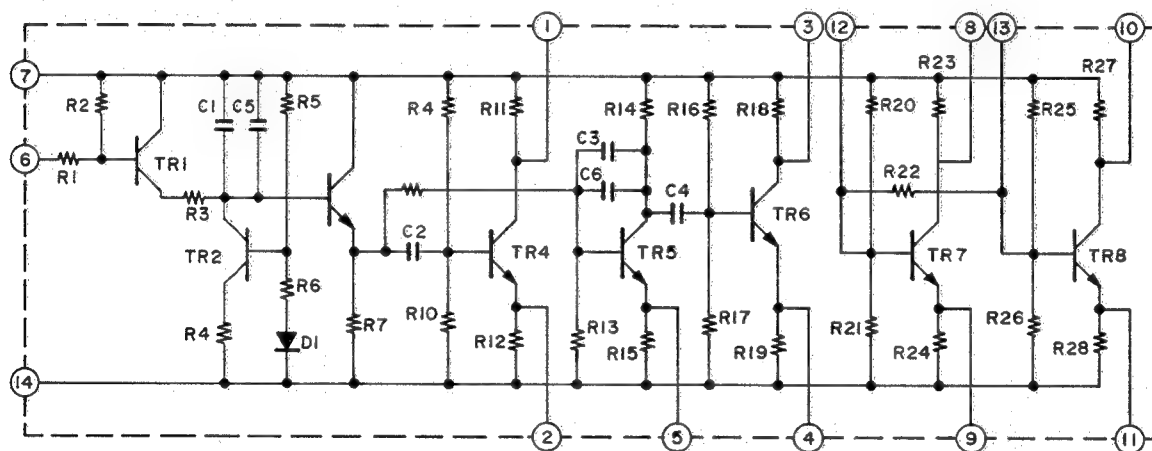 1 3 12 8 13 10
7
R2 C1 C5 R5 R4 R11 R14 R16 R18 R20 R23 R25 R27
C3
6 R1 TR1 C6 R22
R3 C4 TR6
C2
TR2 TR4 TR5 TR7 TR8
R6
R4 D1 R7 R10 R12 R13 R15 R17 R19 R21 R24 R26 R28
14
2 5 4 9 11